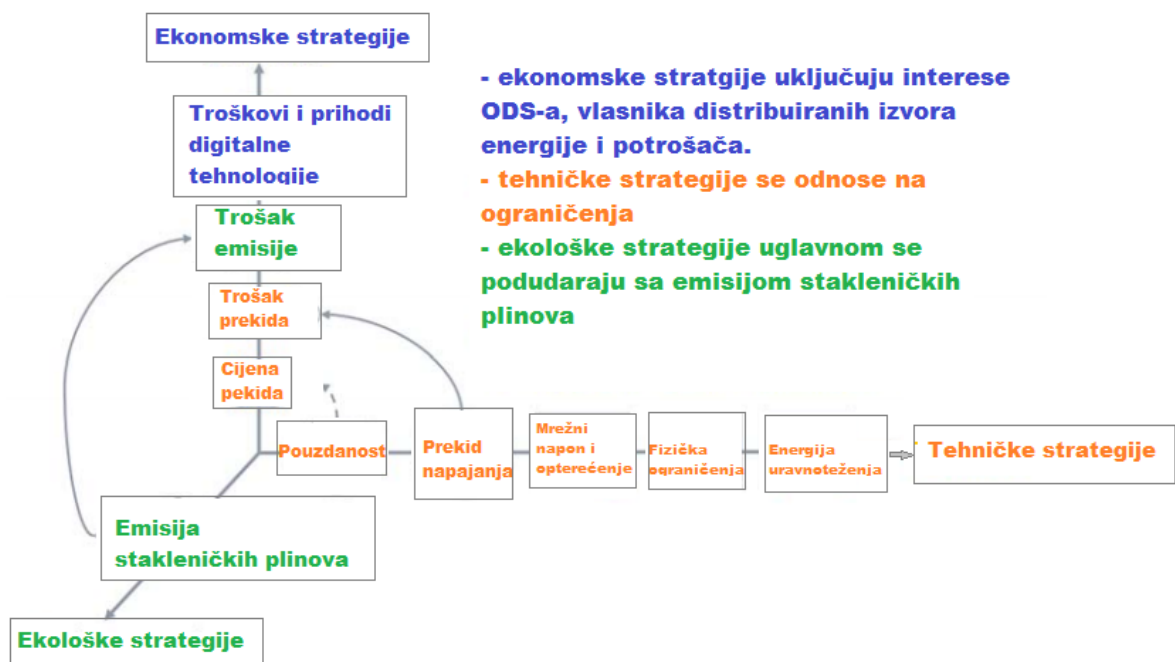 Ekonomske strategije
Troškovi i prihodi
digitalne
tehnologije
Trošak
emisije
Trošak
prekida
Cijena
pekida
- ekonomske stratgije uključuju interese
ODS-a, vlasnika distribuiranih izvora
energije i potrošača.
- tehničke strategije se odnose na
ograničenja
- ekološke strategije uglavnom se
podudaraju sa emisijom stakleničkih
plinova
Pouzdanost
Prekid
napajanja
Mrežni
napon i
opterećenje
Fizička
ograničenja
Energija
uravnoteženja
Tehničke strategije
Emisija
stakleničkih plinova
Ekološke strategije